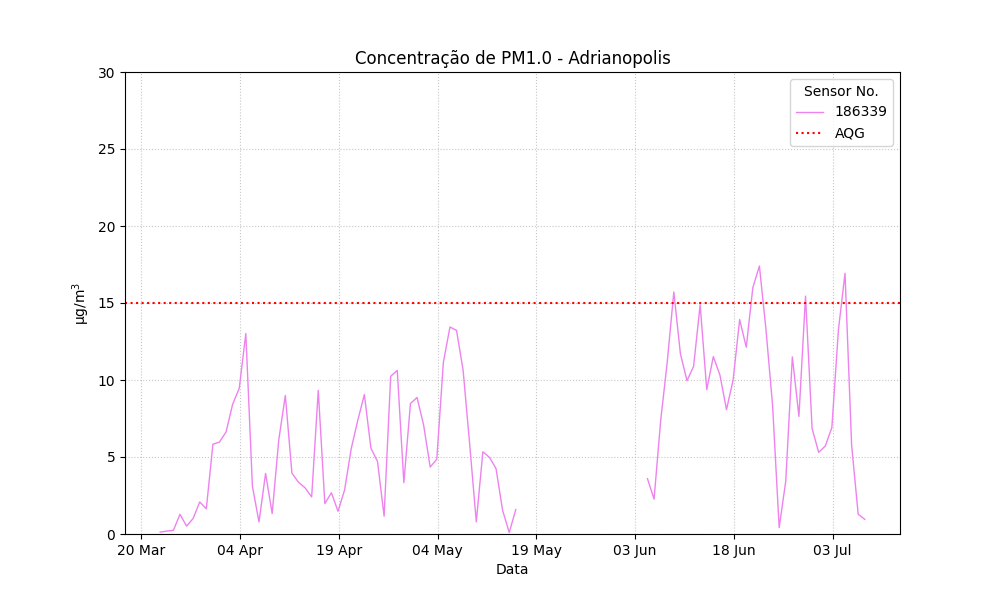 Concentração de PM1.0 - Adrianopolis
30
25
20
15
10
5
0
µg/m³
Sensor No.
186339
AQG
20 Mar
04 Apr
19 Apr
04 May
19 May
03 Jun
18 Jun
03 Jul
Data